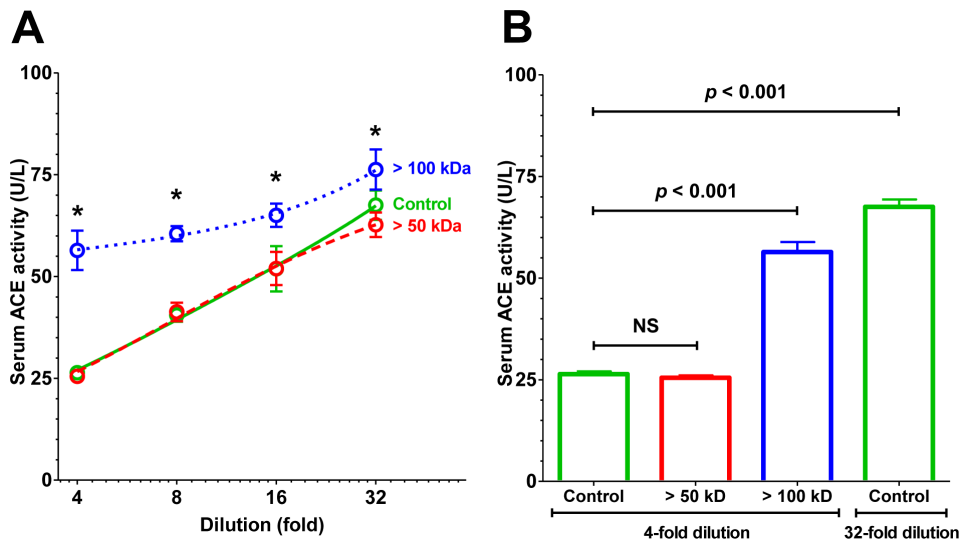 A
Serum ACE activity (U/L)
100
75
50
25
0
*
*
*
*
> 100 kDa
Control
> 50 kDa
4
8
16
32
Dilution (fold)
B
Serum ACE activity (U/L)
100
75
50
25
0
p < 0.001
p < 0.001
NS
Control
> 50 kD
> 100 kD
Control
4-fold dilution
32-fold dilution